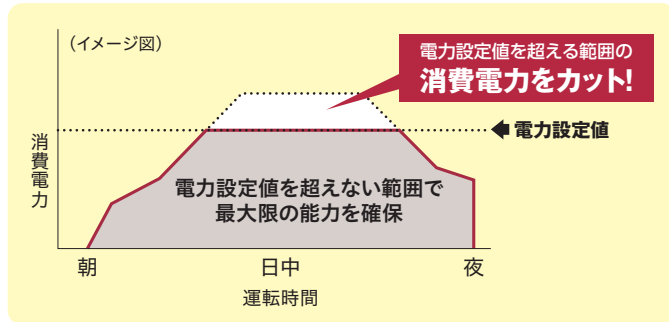 （イメージ図）
電力設定値を超える範囲の
消費電力をカット!
電力設定値
消費電力
電力設定値を超えない範囲で
最大限の能力を確保
朝
日中
夜
運転時間